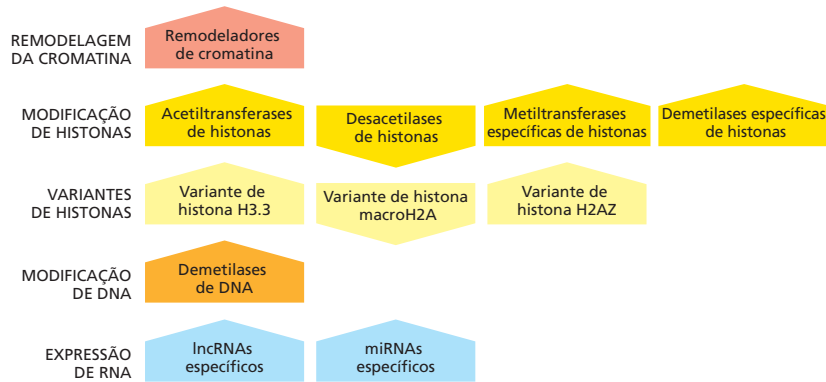 REMODELAGEM
DA CROMATINA
Remodeladores
de cromatina
MODIFICAÇÃO
DE HISTONAS
Acetiltransferases
de histonas
Desacetilases
de histonas
Metiltransferases
específicas de histonas
Demetilases específicas
de histonas
VARIANTES
DE HISTONAS
Variante de
histona H3.3
Variante de histona
macroH2A
Variante de
histona H2AZ
MODIFICAÇÃO
DE DNA
Demetilases
de DNA
EXPRESSÃO
DE RNA
lncRNAs
específicos
miRNAs
específicos